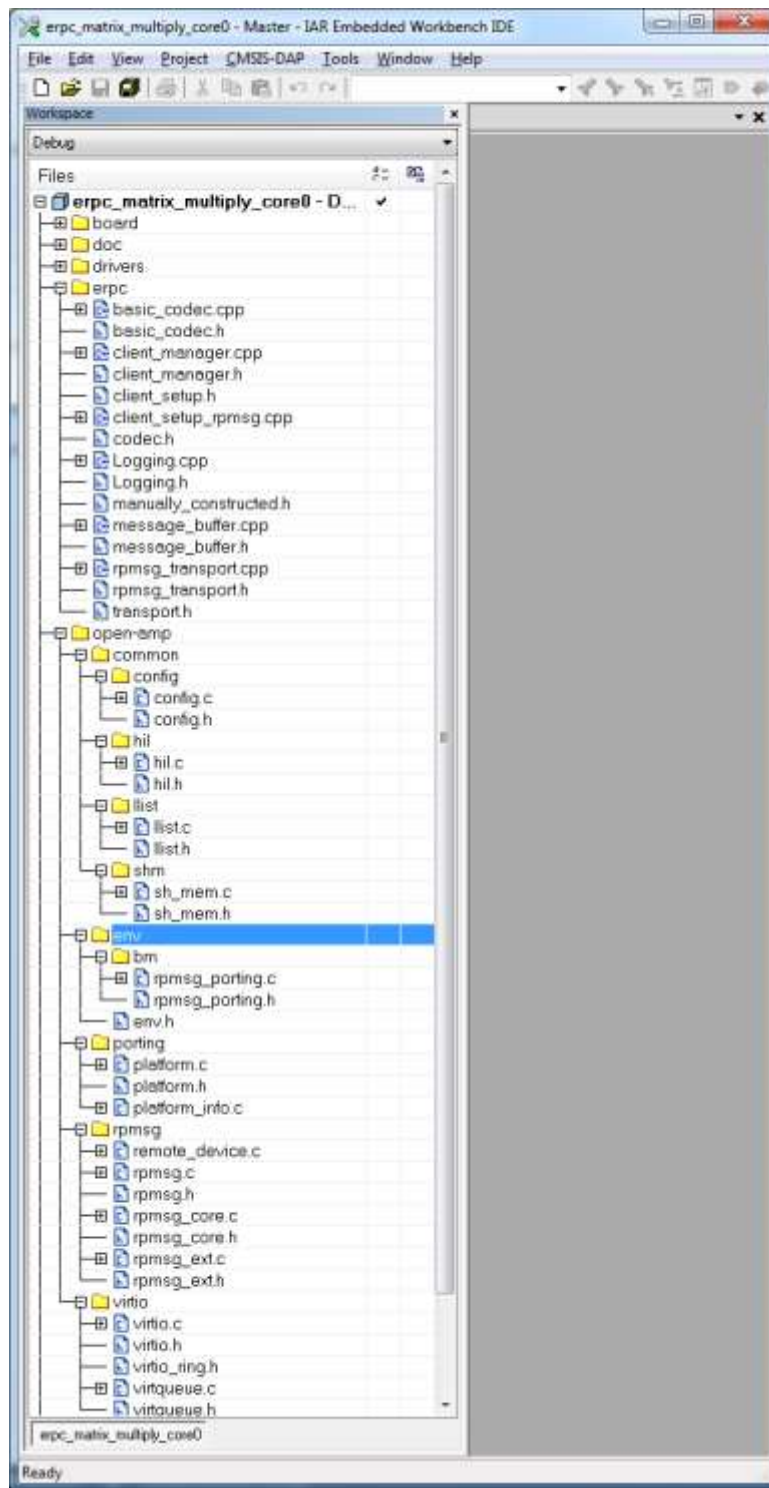 erpc_matrix_multiply_core0 - Master - IAR Embedded Workbench IDE
File Edit View Project CMSIS-DAP Tools Window Help
Workspace
Debug
Files
erpc_matrix_multiply_core0 - D...
board
doc
drivers
erpc
basic_codec.cpp
basic_codec.h
client_manager.cpp
client_manager.h
client_setup.h
client_setup_rpmsg.cpp
codec.h
Logging.cpp
Logging.h
manually_constructed.h
message_buffer.cpp
message_buffer.h
rpmsg_transport.cpp
rpmsg_transport.h
transport.h
open-amp
common
config
config.c
config.h
hil
hil.c
hil.h
llist
llist.c
llist.h
shm
sh_mem.c
sh_mem.h
env
bm
rpmsg_porting.c
rpmsg_porting.h
env.h
porting
platform.c
platform.h
platform_info.c
rpmsg
remote_device.c
rpmsg.c
rpmsg.h
rpmsg_core.c
rpmsg_core.h
rpmsg_ext.c
rpmsg_ext.h
virtio
virtio.c
virtio.h
virtio_ring.h
virtqueue.c
virtqueue.h
erpc_matrix_multiply_core0
Ready